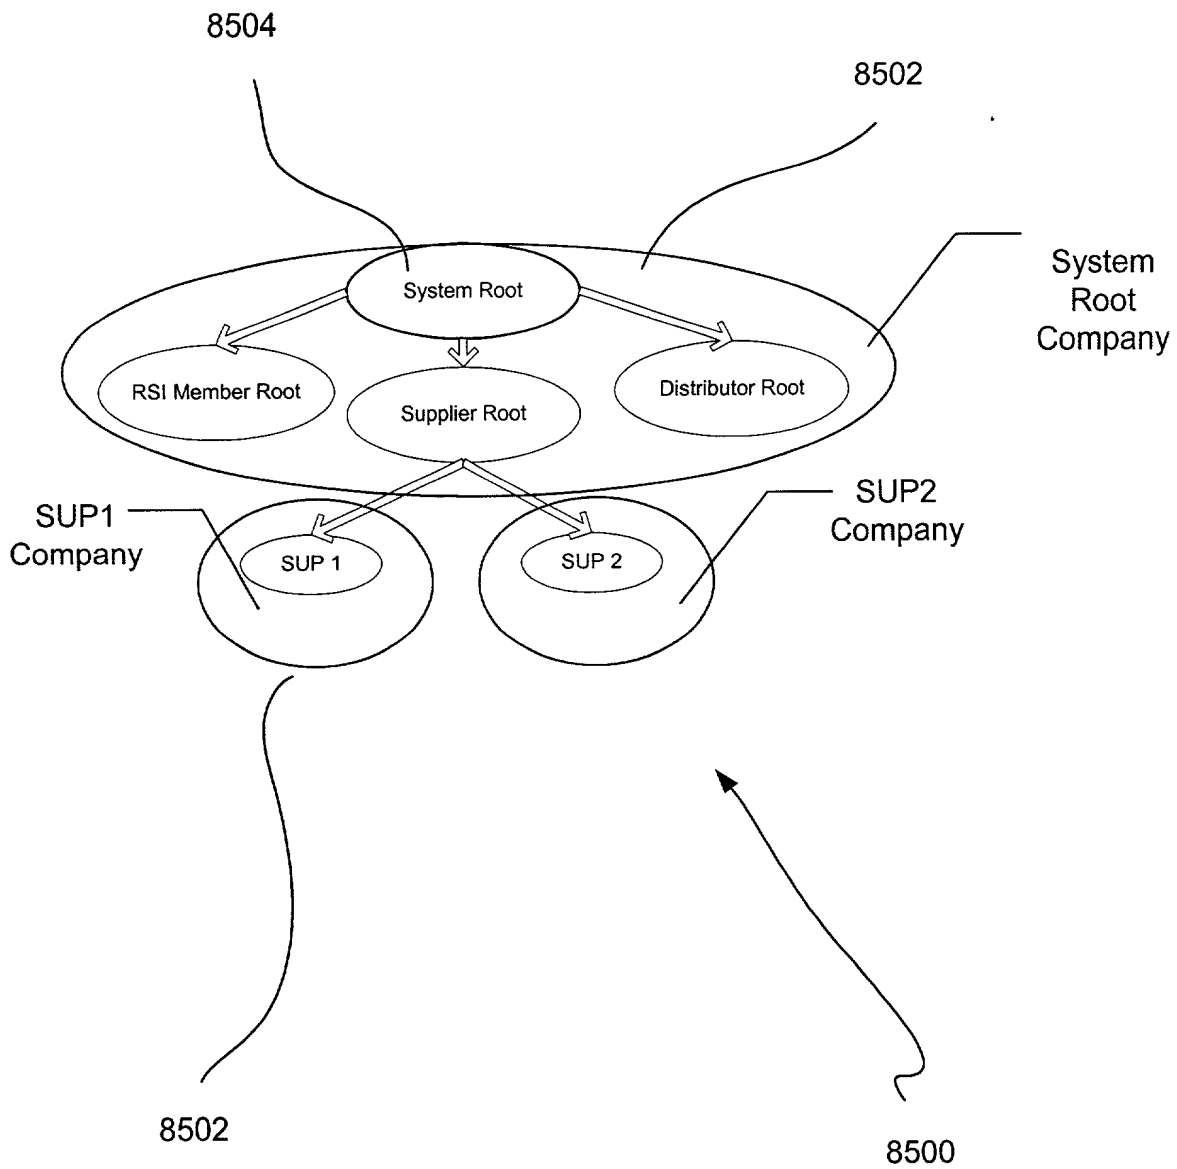 8504
8502
System Root
System
Root
Company
RSI Member Root
Supplier Root
Distributor Root
SUP1
Company
SUP2
Company
SUP 1
SUP 2
8502
8500